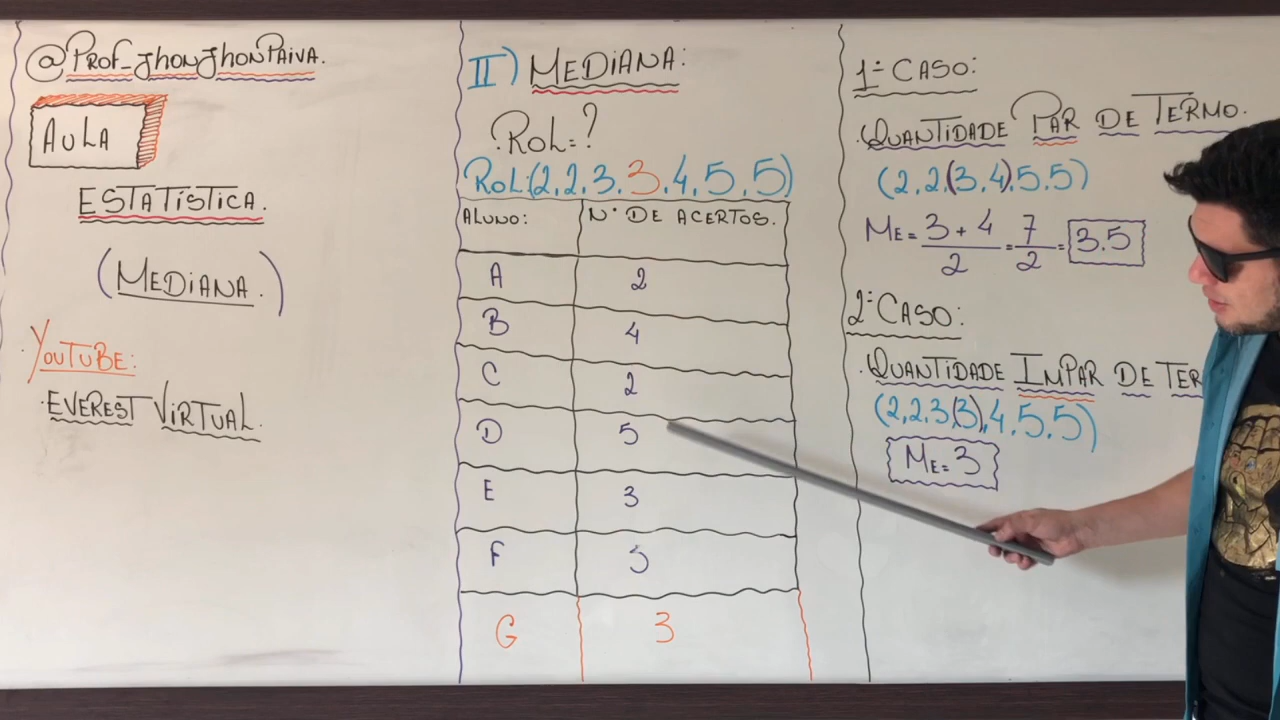 @Prof_JhonJhonPaiva.
AULA
ESTATÍSTICA.
(MEDIANA.)
YOUTUBE:
EVEREST VIRTUAL.
II) MEDIANA:
ROL=?
ROL:(2,2,3,3,4,5,5)
ALUNO: Nº DE ACERTOS.
A 2
B 4
C 2
D 5
E 3
F 5
G 3
1º CASO:
QUANTIDADE PAR DE TERMO.
(2,2,(3,4),5.5)
ME=3+4/2=7/2=3.5
2º CASO:
QUANTIDADE IMPAR DE TER
(2,2,3,(3),4,5,5)
ME=3